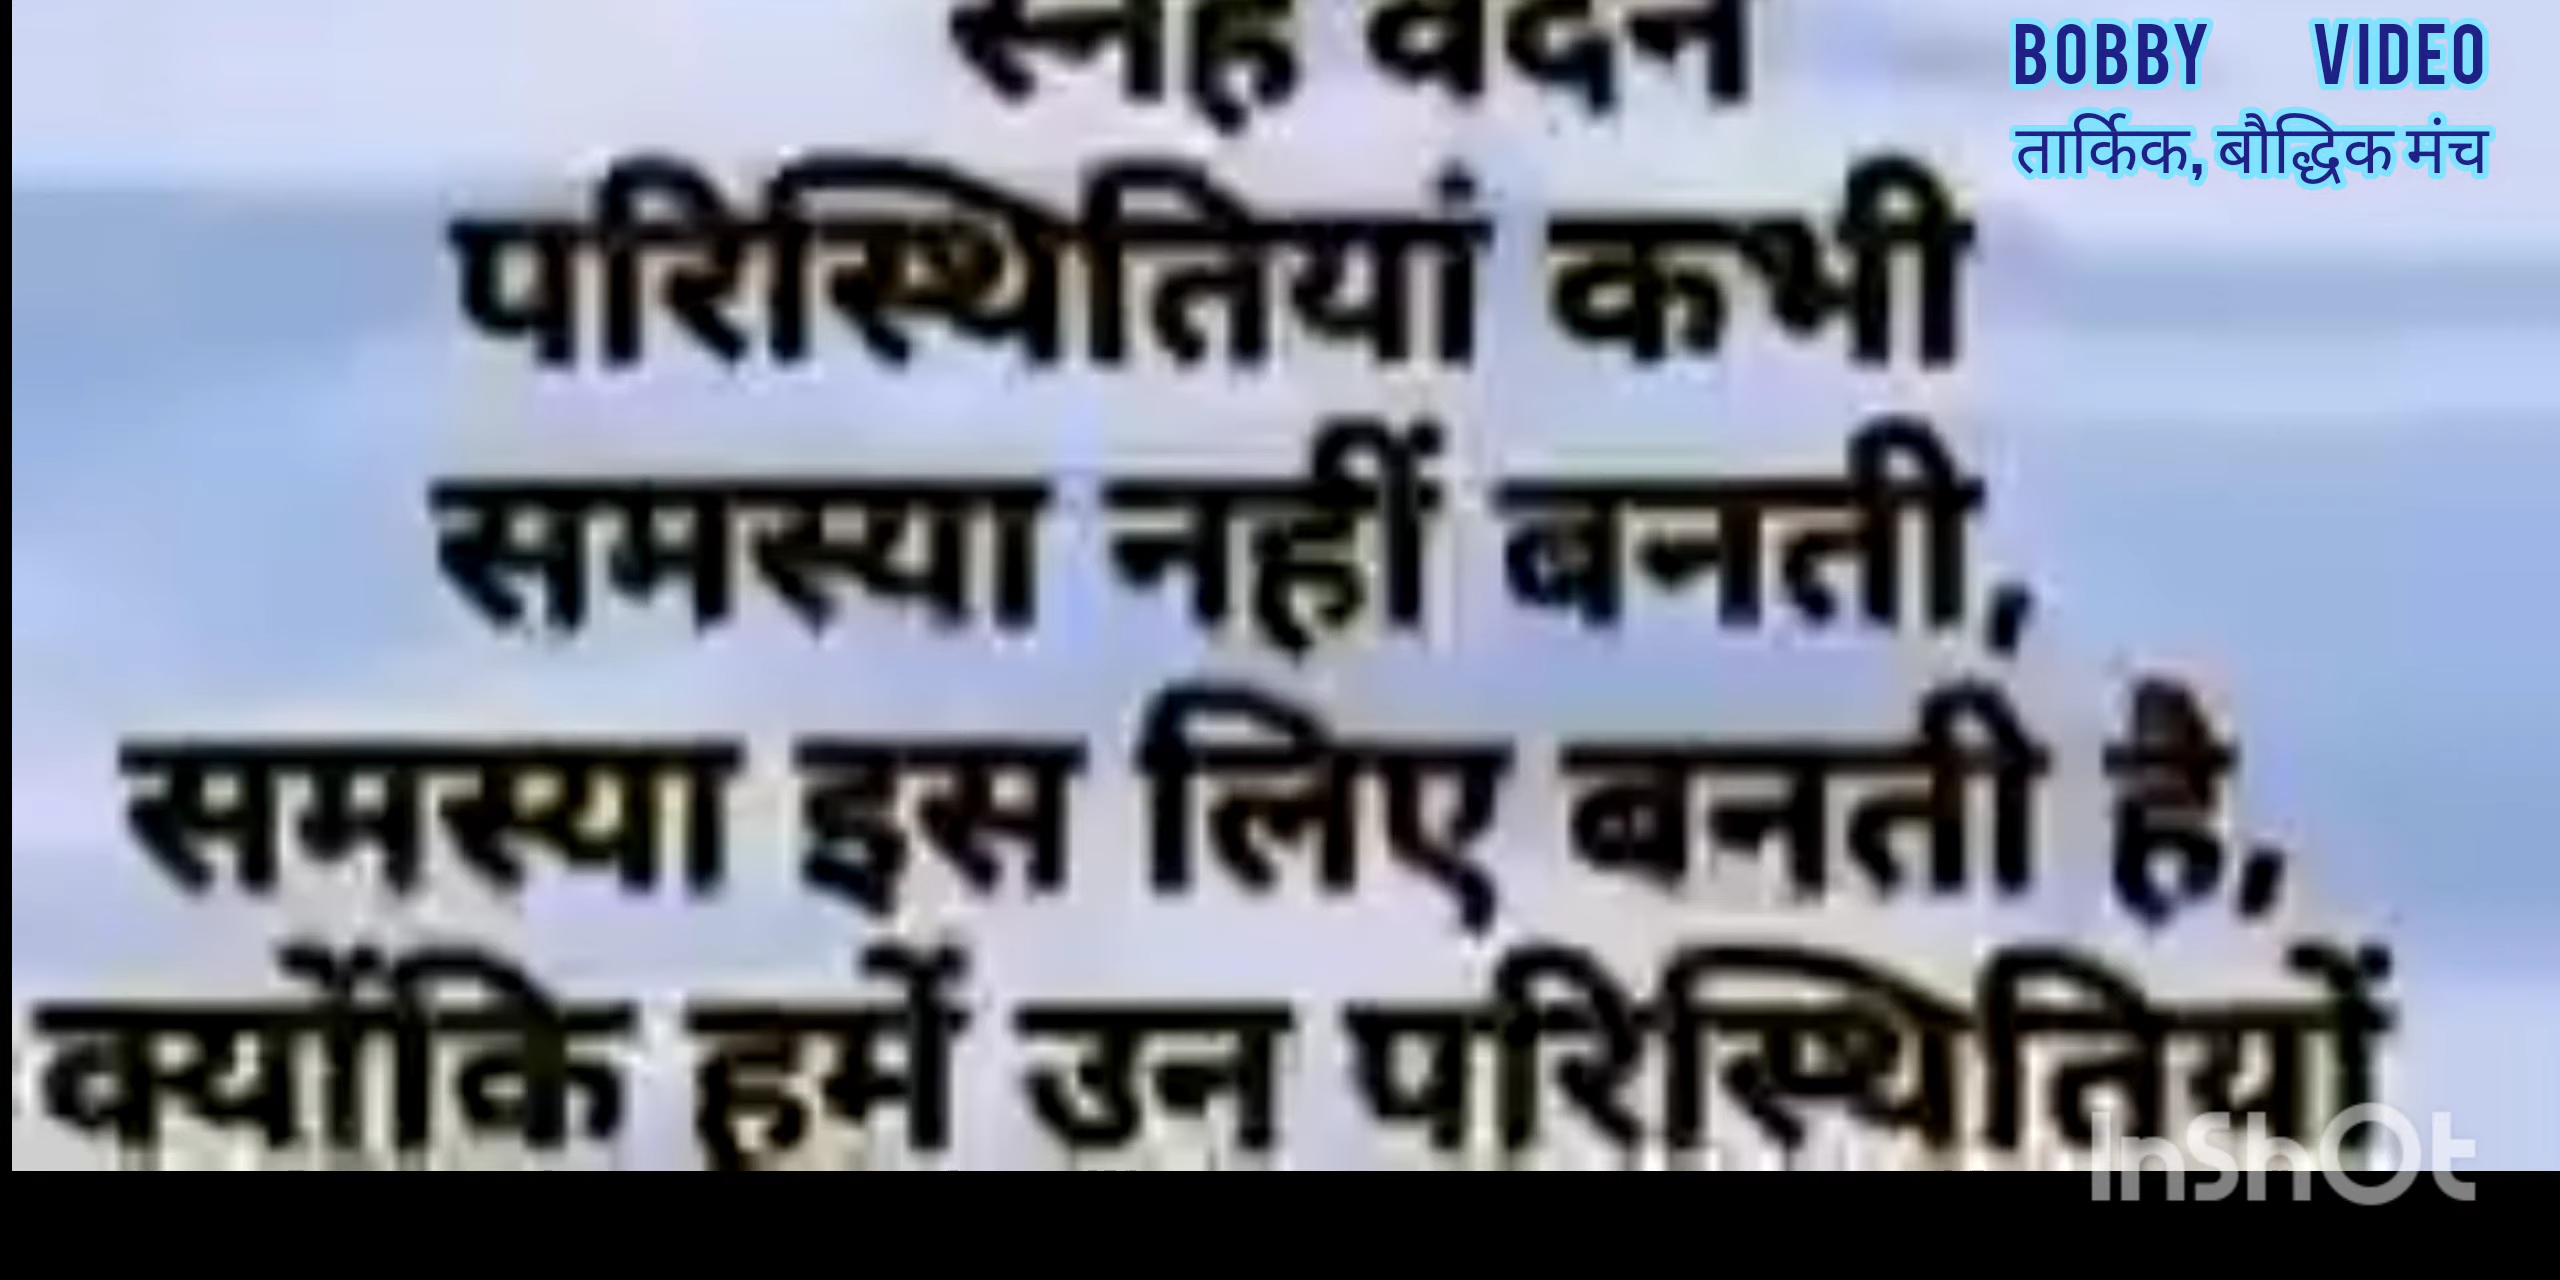 स्नेह वंदन
BOBBY VIDEO
तार्किक, बौद्धिक मंच
परिस्थितियां कभी
समस्या नहीं बनती,
समस्या इस लिए बनती है,
क्योंकि हमें उन परिस्थितियों
InShOt